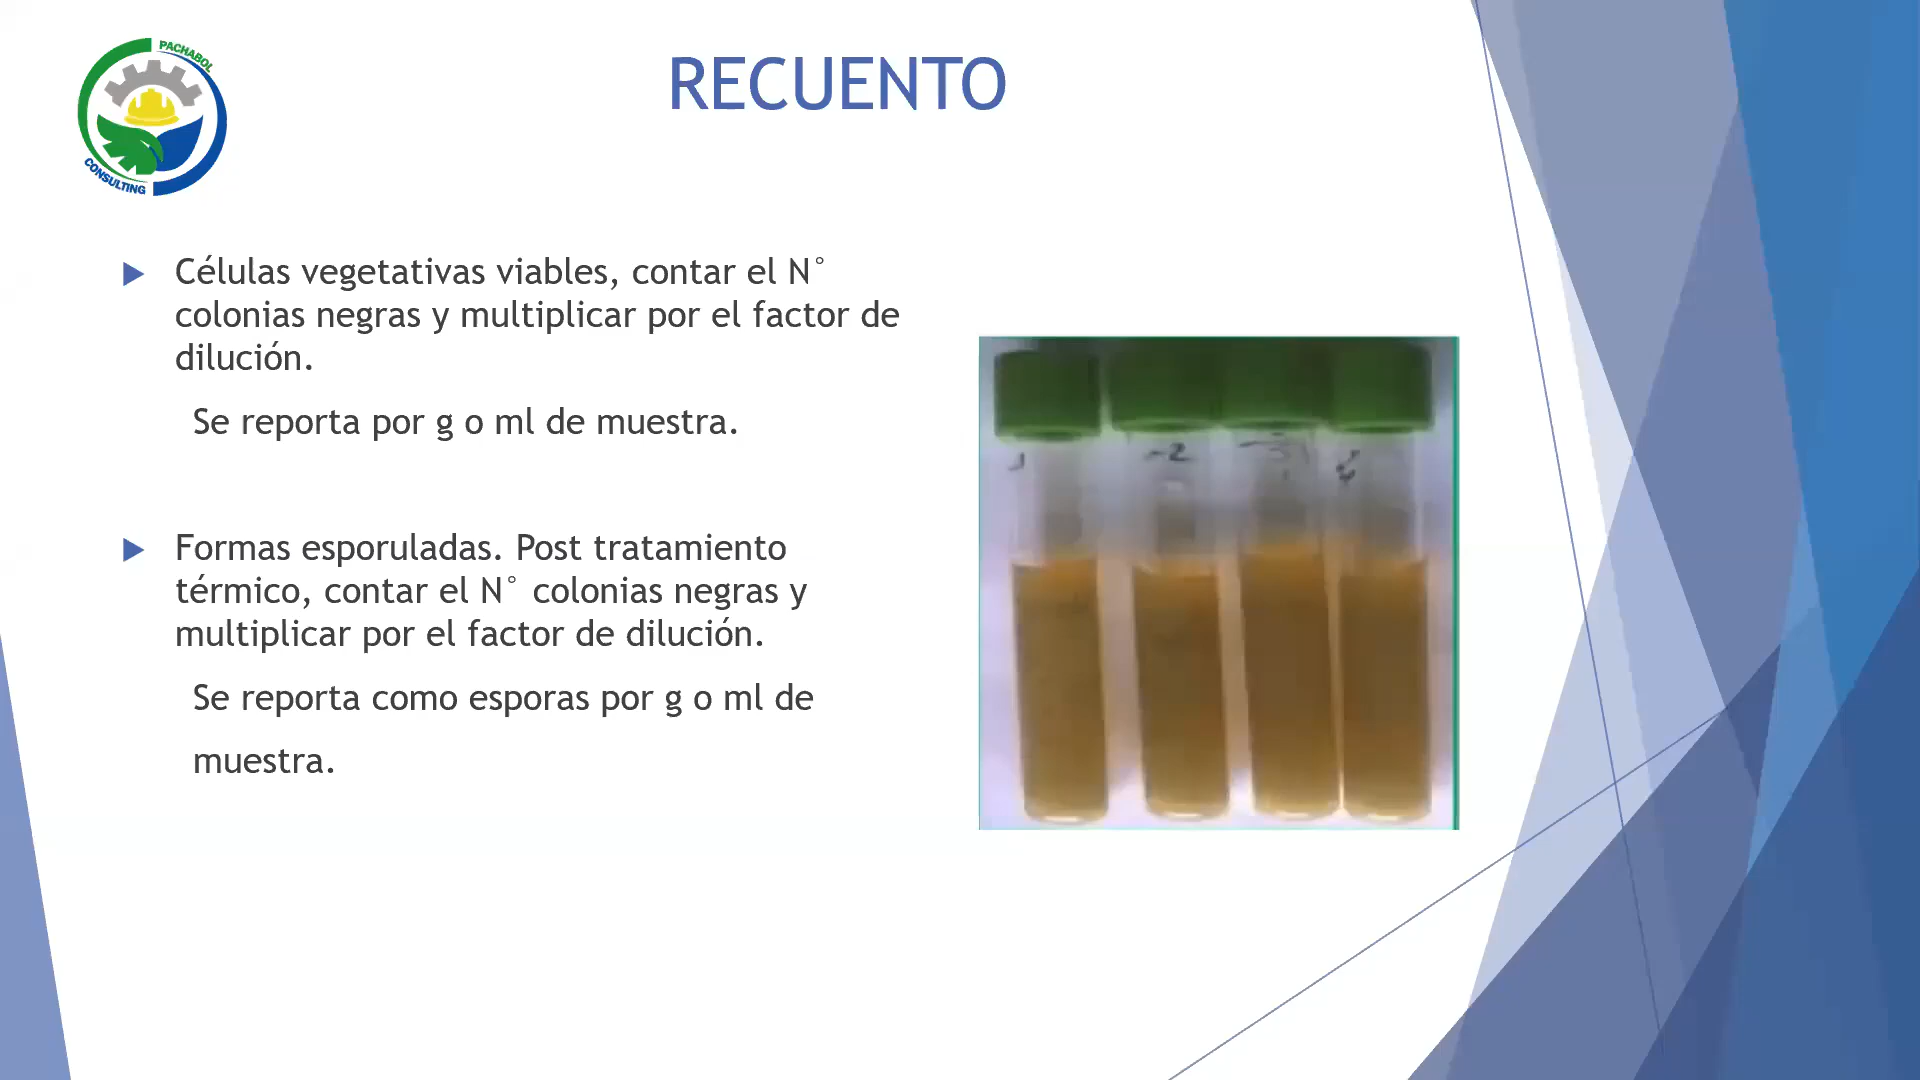 PACHABOL
CONSULTING
RECUENTO
Células vegetativas viables, contar el N°
colonias negras y multiplicar por el factor de
dilución.
Se reporta por g o ml de muestra.
Formas esporuladas. Post tratamiento
térmico, contar el N° colonias negras y
multiplicar por el factor de dilución.
Se reporta como esporas por g o ml de
muestra.
-2